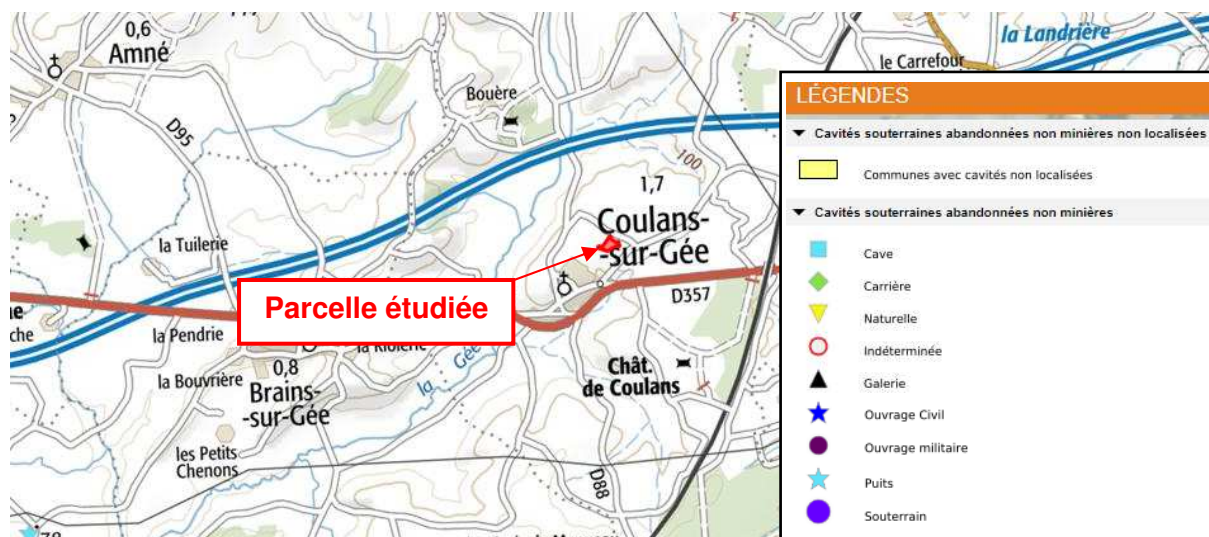 0,6
Amné
la Landrière
le Carrefour
Bouère
D95
100
1,7
Coulans-
-sur-Gée
la Tuilerie
Parcelle étudiée
D357
la Pendrie
la Gée
0,8
la Bouvrière
Brains-
-sur-Gée
Chât.
de Coulans
les Petits
Chenons
D88
78
LÉGENDES
Cavités souterraines abandonnées non minières non localisées
Communes avec cavités non localisées
Cavités souterraines abandonnées non minières
Cave
Carrière
Naturelle
Indéterminée
Galerie
Ouvrage Civil
Ouvrage militaire
Puits
Souterrain